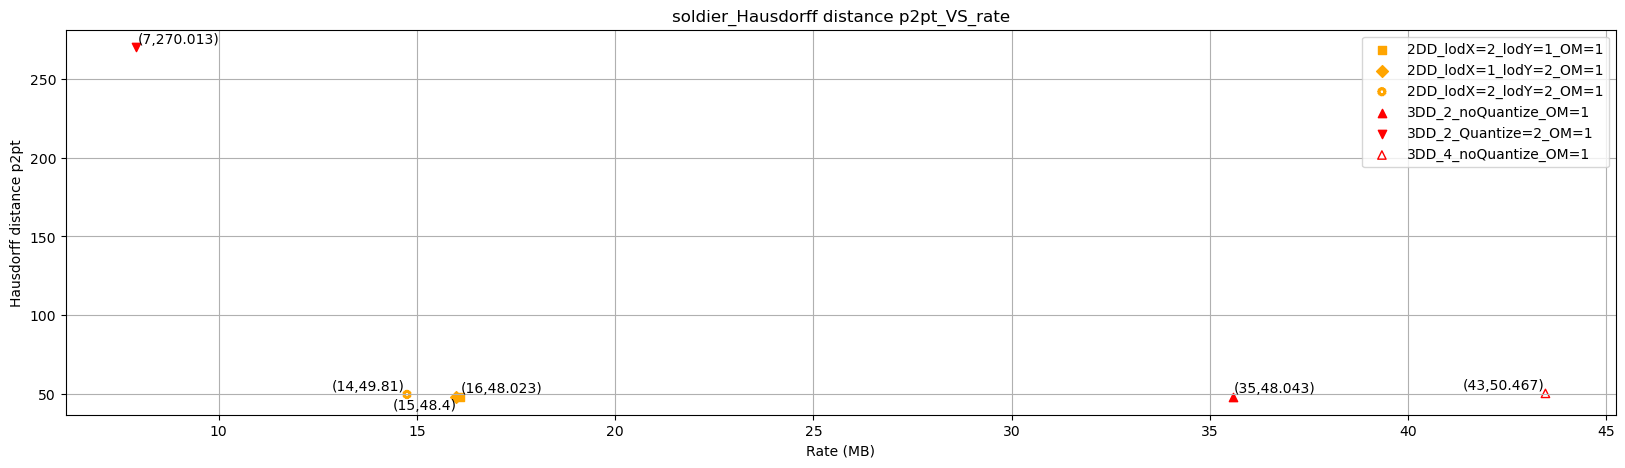 soldier_Hausdorff distance p2pt_VS_rate
(7,270.013)
2DD_lodX=2_lodY=1_OM=1
2DD_lodX=1_lodY=2_OM=1
2DD_lodX=2_lodY=2_OM=1
3DD_2_noQuantize_OM=1
3DD_2_Quantize=2_OM=1
3DD_4_noQuantize_OM=1
Hausdorff distance p2pt
250
200
150
100
50
(14,49.81)
(15,48.4)
(16,48.023)
(35,48.043)
(43,50.467)
10
15
20
25
30
35
40
45
Rate (MB)